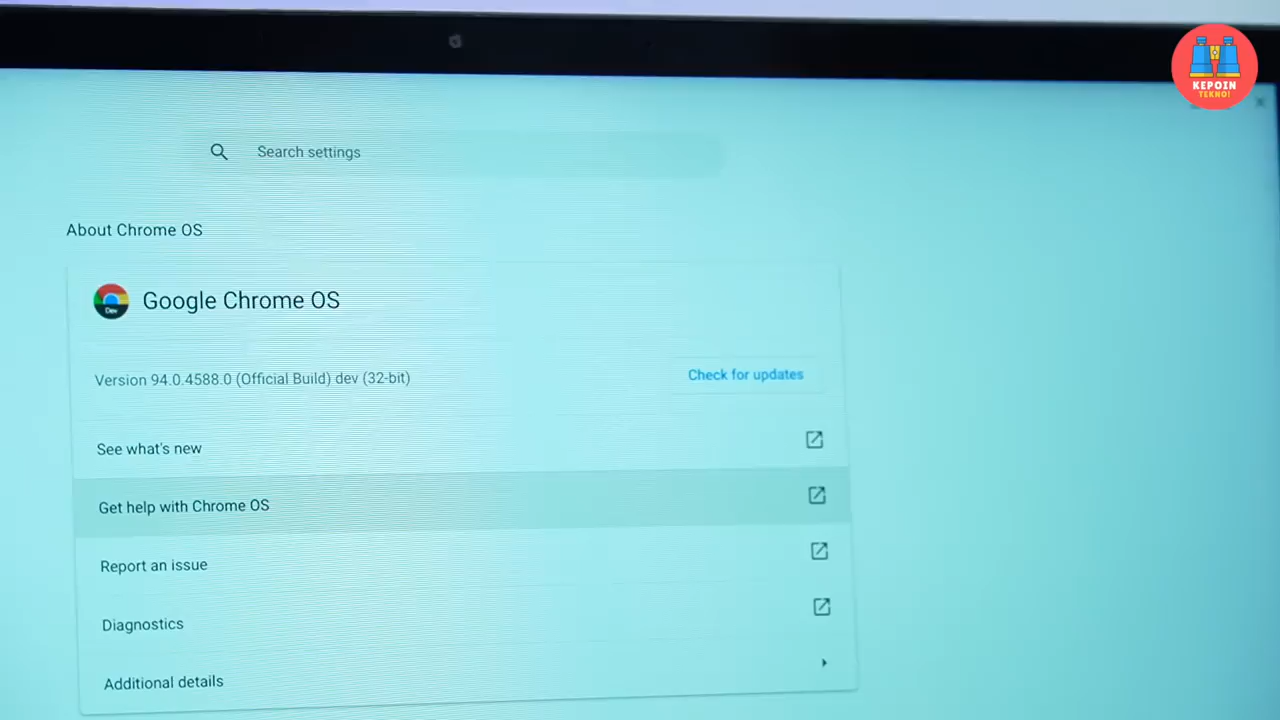 KEPOIN
TEKNO!
Search settings
About Chrome OS
Dev
Google Chrome OS
Version 94.0.4588.0 (Official Build) dev (32-bit)
Check for updates
See what's new
Get help with Chrome OS
Report an issue
Diagnostics
Additional details